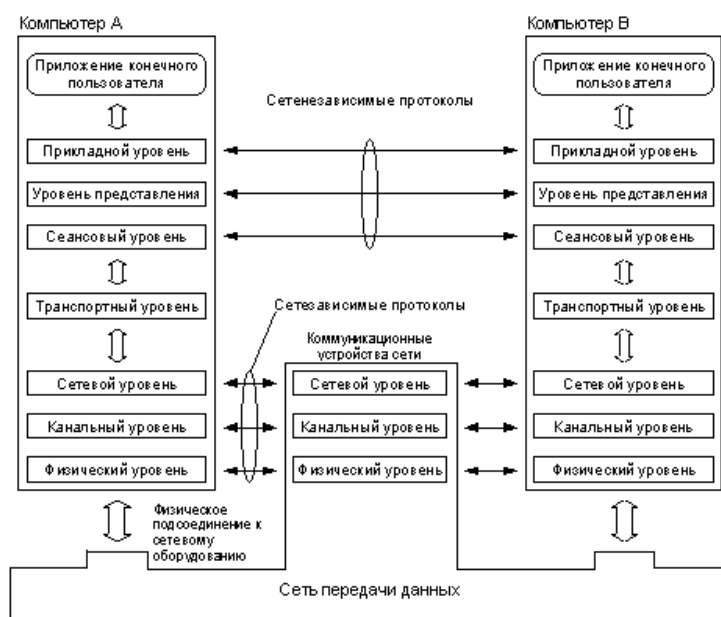 Компьютер А
Компьютер В
Приложение конечного
пользователя
Приложение конечного
пользователя
Сетенезависимые протоколы
Прикладной уровень
Прикладной уровень
Уровень представления
Уровень представления
Сеансовый уровень
Сеансовый уровень
Транспортный уровень
Сетезависимые протоколы
Транспортный уровень
Коммуникационные
устройства сети
Сетевой уровень
Сетевой уровень
Сетевой уровень
Канальный уровень
Канальный уровень
Канальный уровень
Физический уровень
Физический уровень
Физический уровень
Физическое
подсоединение к
сетевому
оборудованию
Сеть передачи данных